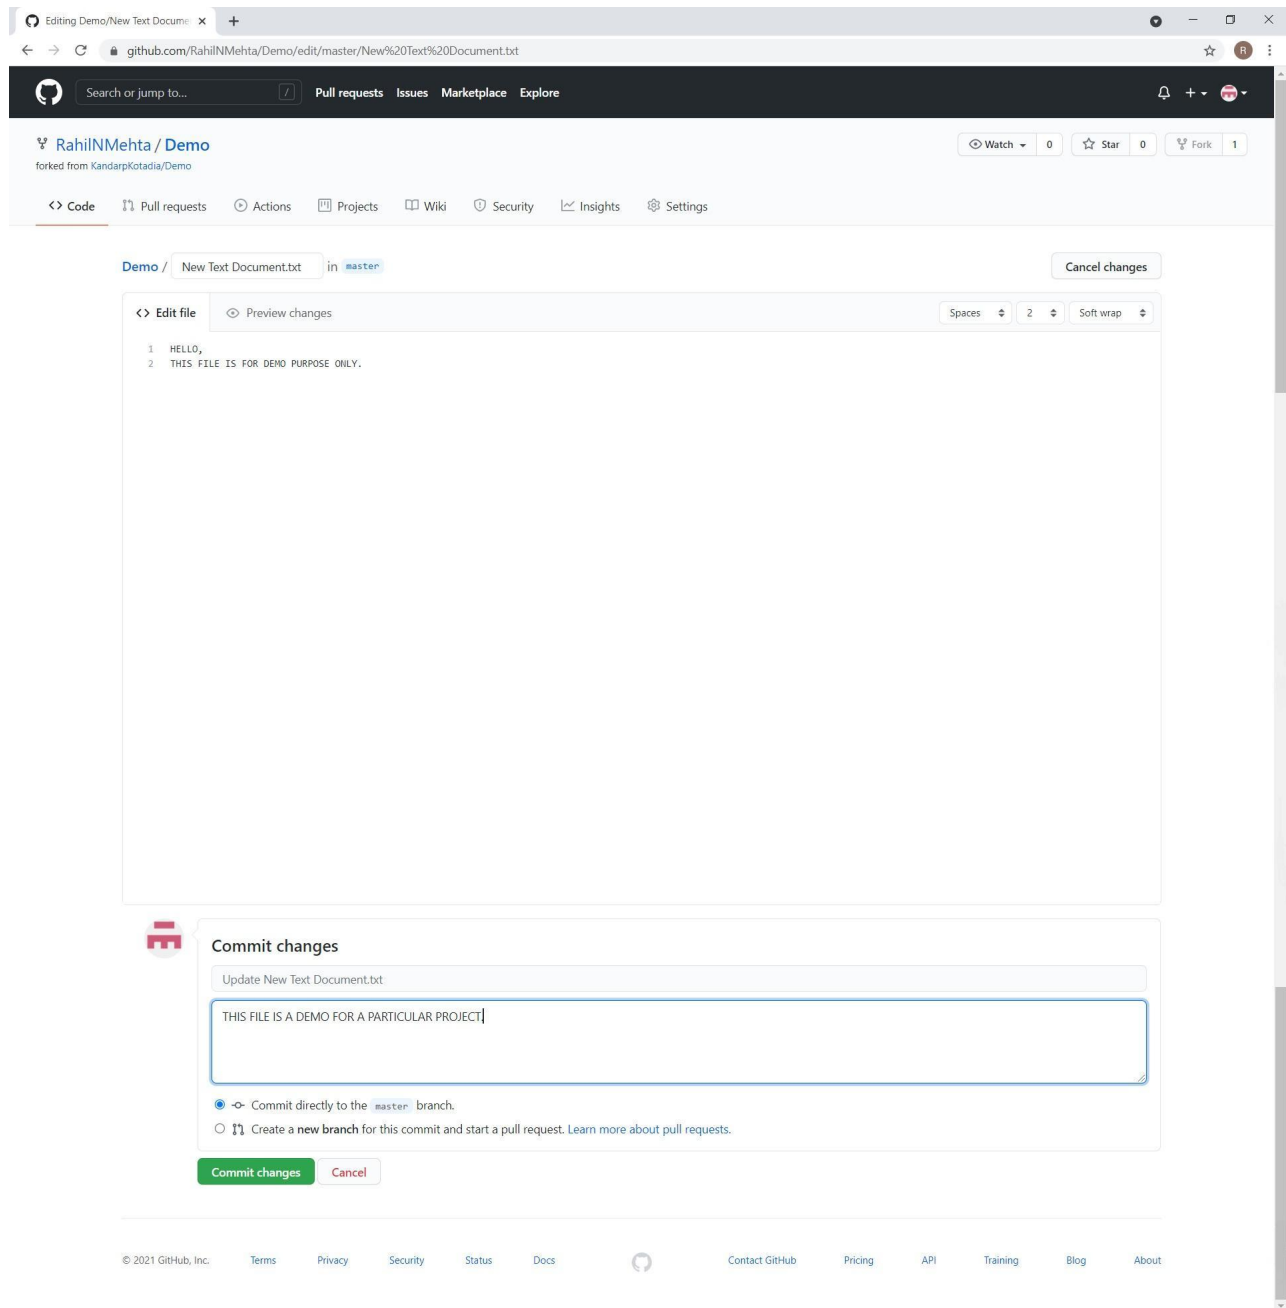 Editing Demo/New Text Docume
github.com/RahilNMehta/Demo/edit/master/New%20Text%20Document.txt
R
Search or jump to... / Pull requests Issues Marketplace Explore
RahilNMehta / Demo
Watch 0 Star 0 Fork 1
forked from KandarpKotadia/Demo
<> Code Pull requests Actions Projects Wiki Security Insights Settings
Demo / New Text Document.txt in master Cancel changes
<> Edit file Preview changes Spaces 2 Soft wrap
1 HELLO,
2 THIS FILE IS FOR DEMO PURPOSE ONLY.
Commit changes
Update New Text Document.txt
THIS FILE IS A DEMO FOR A PARTICULAR PROJECT.
Commit directly to the master branch.
Create a new branch for this commit and start a pull request. Learn more about pull requests.
Commit changes Cancel
© 2021 GitHub, Inc. Terms Privacy Security Status Docs Contact GitHub Pricing API Training Blog About